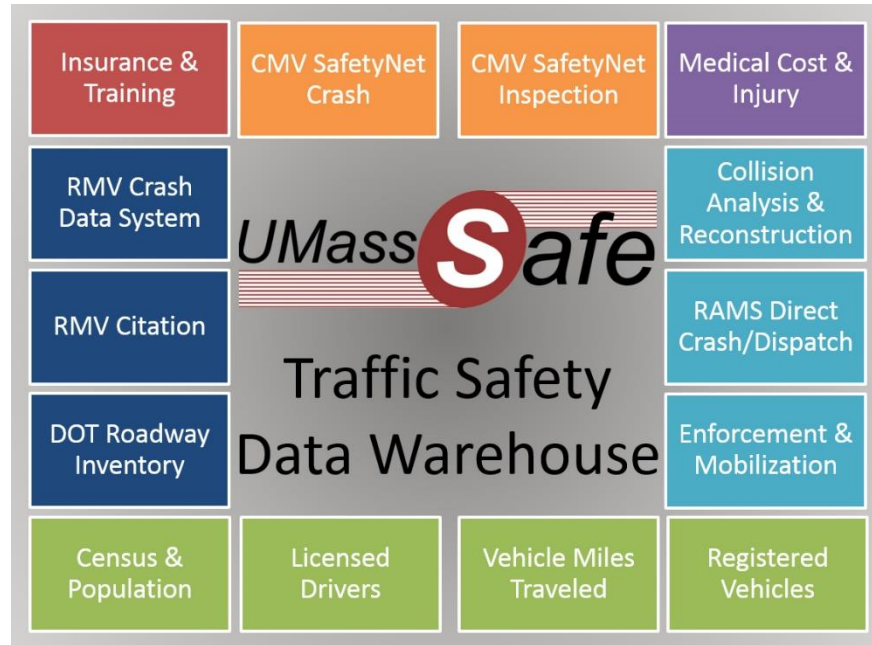 Insurance &
Training
CMV SafetyNet
Crash
CMV SafetyNet
Inspection
Medical Cost &
Injury
RMV Crash
Data System
Collision
Analysis &
Reconstruction
UMassSafe
RMV Citation
RAMS Direct
Crash/Dispatch
Traffic Safety
Data Warehouse
DOT Roadway
Inventory
Enforcement &
Mobilization
Census &
Population
Licensed
Drivers
Vehicle Miles
Traveled
Registered
Vehicles